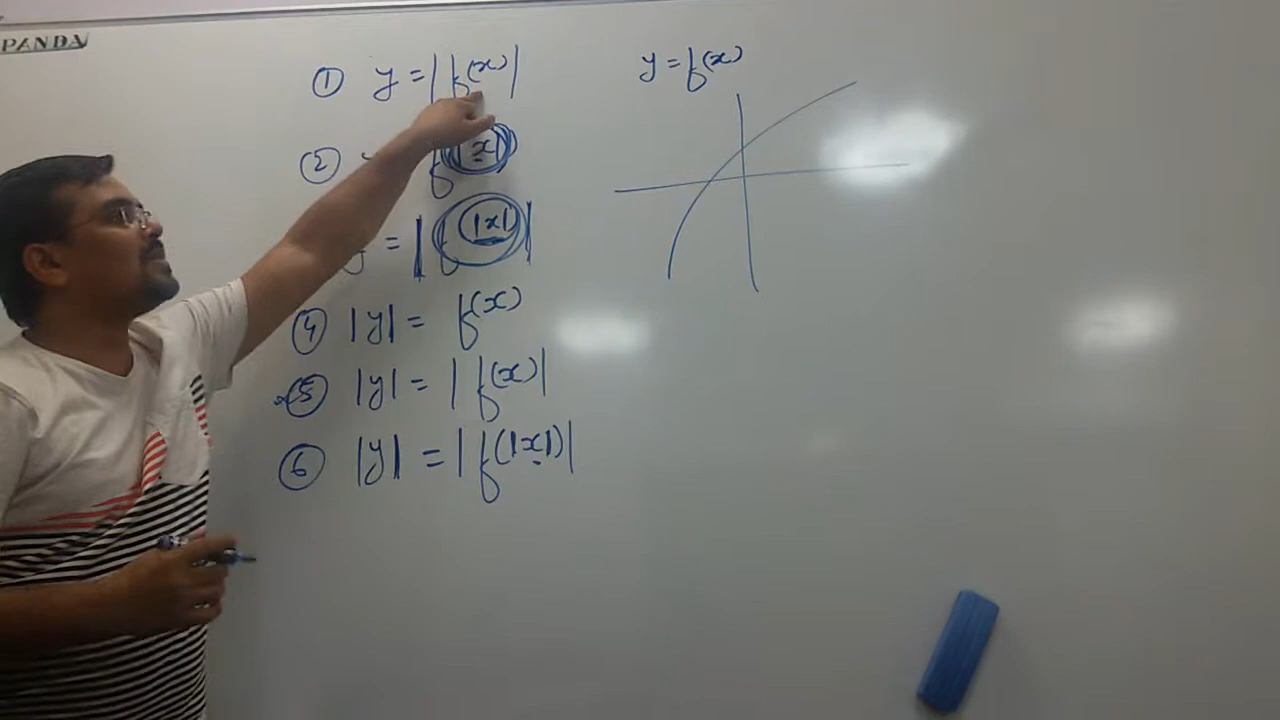 PANDA
① y = |f(x)|
y = f(x)
② f(|x|)
③ = |f(|x|)|
④ |y| = f(x)
⑤ |y| = |f(x)|
⑥ |y| = |f(|x|)|